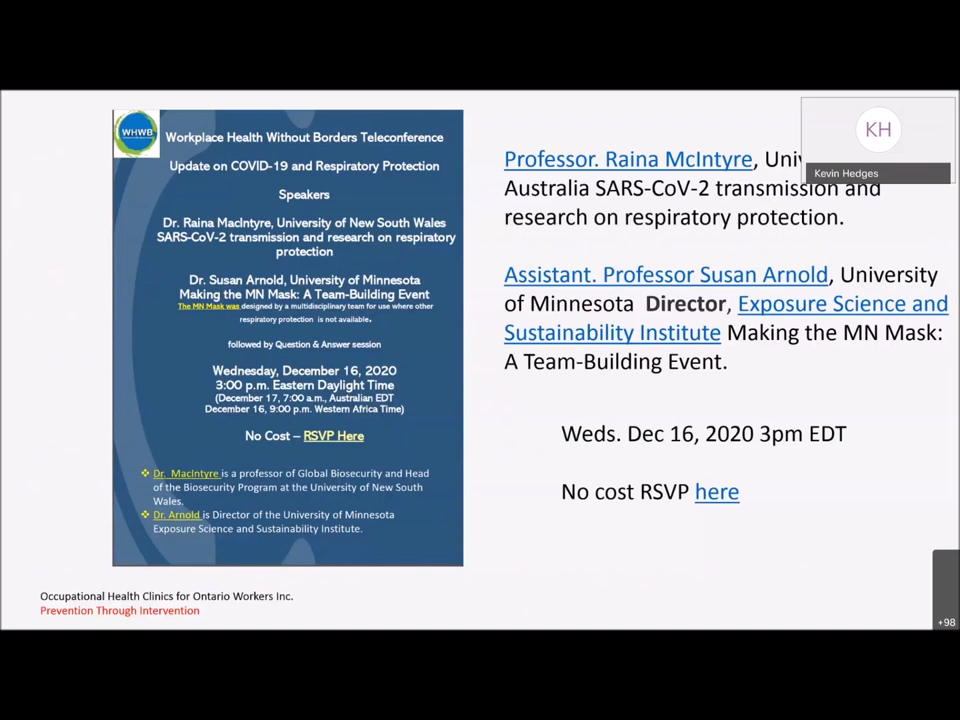 WHWB
Workplace Health Without Borders Teleconference
Update on COVID-19 and Respiratory Protection
Speakers
Dr. Raina MacIntyre, University of New South Wales
SARS-CoV-2 transmission and research on respiratory
protection
Dr. Susan Arnold, University of Minnesota
Making the MN Mask: A Team-Building Event
The MN Mask was designed by a multidisciplinary team for use where other
respiratory protection is not available.
followed by Question & Answer session
Wednesday, December 16, 2020
3:00 p.m. Eastern Daylight Time
(December 17, 7:00 a.m., Australian EDT
December 16, 9:00 p.m. Western Africa Time)
No Cost – RSVP Here
❖ Dr. MacIntyre is a professor of Global Biosecurity and Head
of the Biosecurity Program at the University of New South
Wales.
❖ Dr. Arnold is Director of the University of Minnesota
Exposure Science and Sustainability Institute.
Professor. Raina McIntyre,
Australia SARS-CoV-2 transmission and
research on respiratory protection.
Assistant. Professor Susan Arnold, University
of Minnesota Director, Exposure Science and
Sustainability Institute Making the MN Mask:
A Team-Building Event.
Weds. Dec 16, 2020 3pm EDT
No cost RSVP here
KH
Kevin Hedges
Occupational Health Clinics for Ontario Workers Inc.
Prevention Through Intervention
+98